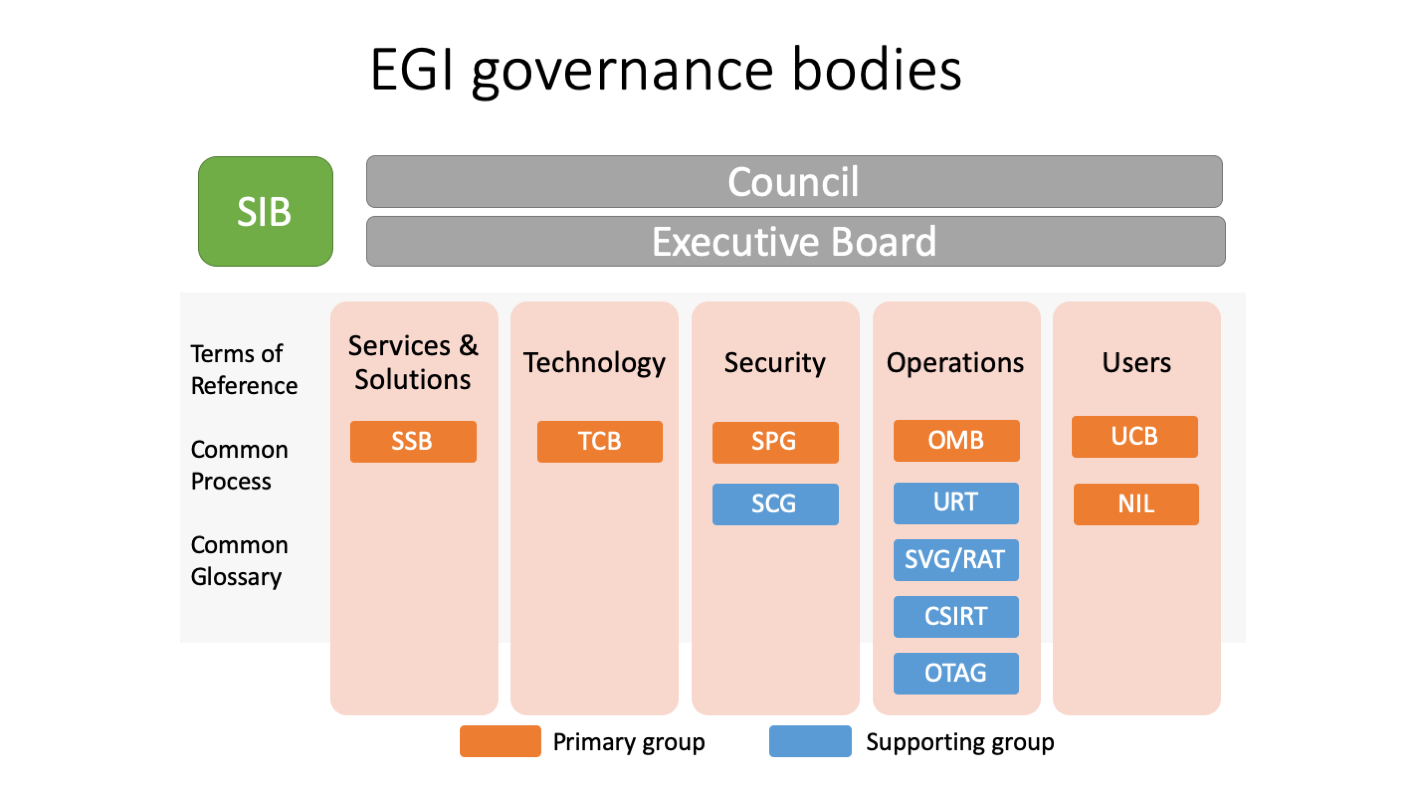 EGI governance bodies
SIB
Council
Executive Board
Terms of
Reference
Common
Process
Common
Glossary
Services &
Solutions
SSB
Technology
TCB
Security
SPG
SCG
Operations
OMB
URT
SVG/RAT
CSIRT
OTAG
Users
UCB
NIL
Primary group
Supporting group